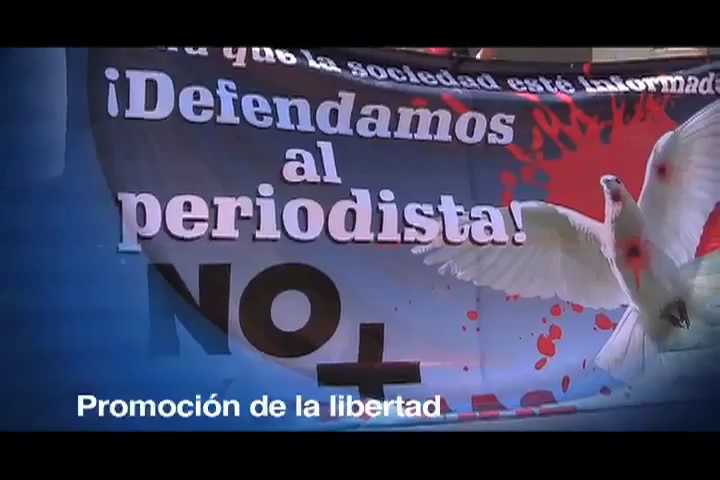 que la sociedad esté informada
¡Defendamos
al
periodista!
NO
+
Promoción de la libertad